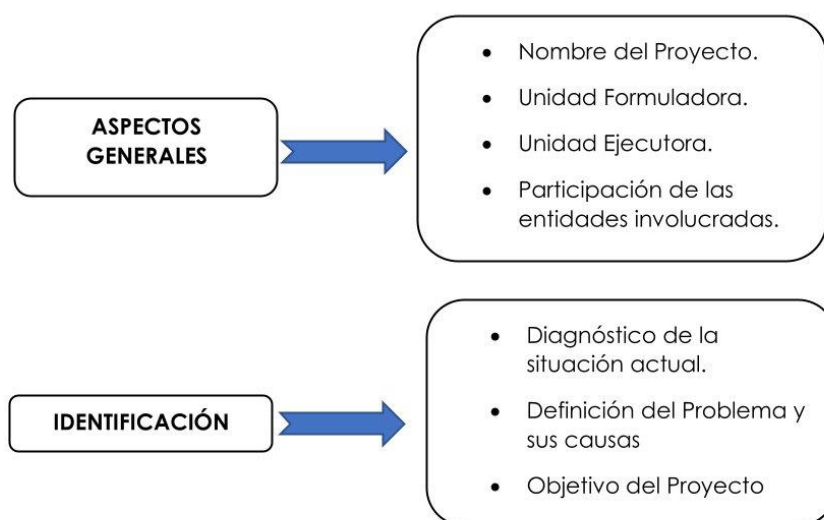 ASPECTOS
GENERALES
• Nombre del Proyecto.
• Unidad Formuladora.
• Unidad Ejecutora.
• Participación de las
entidades involucradas.
IDENTIFICACIÓN
• Diagnóstico de la
situación actual.
• Definición del Problema y
sus causas
• Objetivo del Proyecto